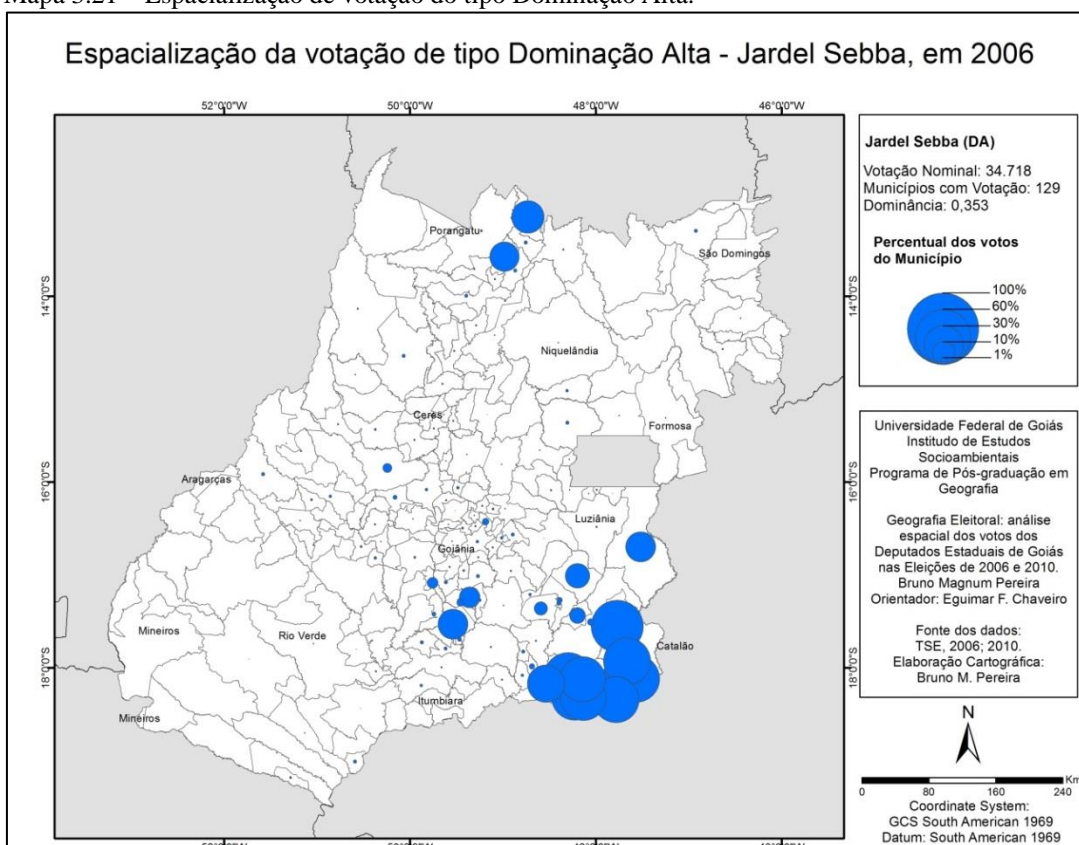 Mapa 3.21 – Espacialização de votação do tipo Dominação Alta.
Espacialização da votação de tipo Dominação Alta - Jardel Sebba, em 2006
52°0'0"W
50°0'0"W
48°0'0"W
46°0'0"W
14°0'0"S
16°0'0"S
18°0'0"S
14°0'0"S
16°0'0"S
18°0'0"S
Porangatu
São Domingos
Niquelândia
Ceres
Formosa
Aragarças
Luziânia
Goiânia
Mineiros
Rio Verde
Catalão
Itumbiara
Mineiros
Jardel Sebba (DA)
Votação Nominal: 34.718
Municípios com Votação: 129
Dominância: 0,353
Percentual dos votos
do Município
100%
60%
30%
10%
1%
Universidade Federal de Goiás
Institudo de Estudos
Socioambientais
Programa de Pós-graduação em
Geografia
Geografia Eleitoral: análise
espacial dos votos dos
Deputados Estaduais de Goiás
nas Eleições de 2006 e 2010.
Bruno Magnum Pereira
Orientador: Eguimar F. Chaveiro
Fonte dos dados:
TSE, 2006; 2010.
Elaboração Cartográfica:
Bruno M. Pereira
N
Km
0 80 160 240
Coordinate System:
GCS South American 1969
Datum: South American 1969